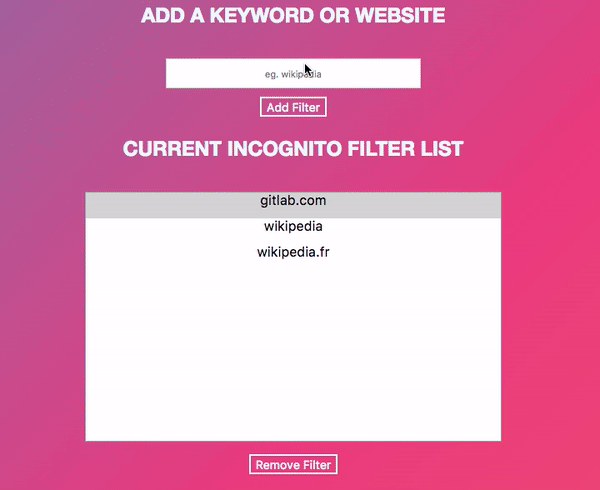 ADD A KEYWORD OR WEBSITE
eg. wikipedia
Add Filter
CURRENT INCOGNITO FILTER LIST
gitlab.com
wikipedia
wikipedia.fr
Remove Filter